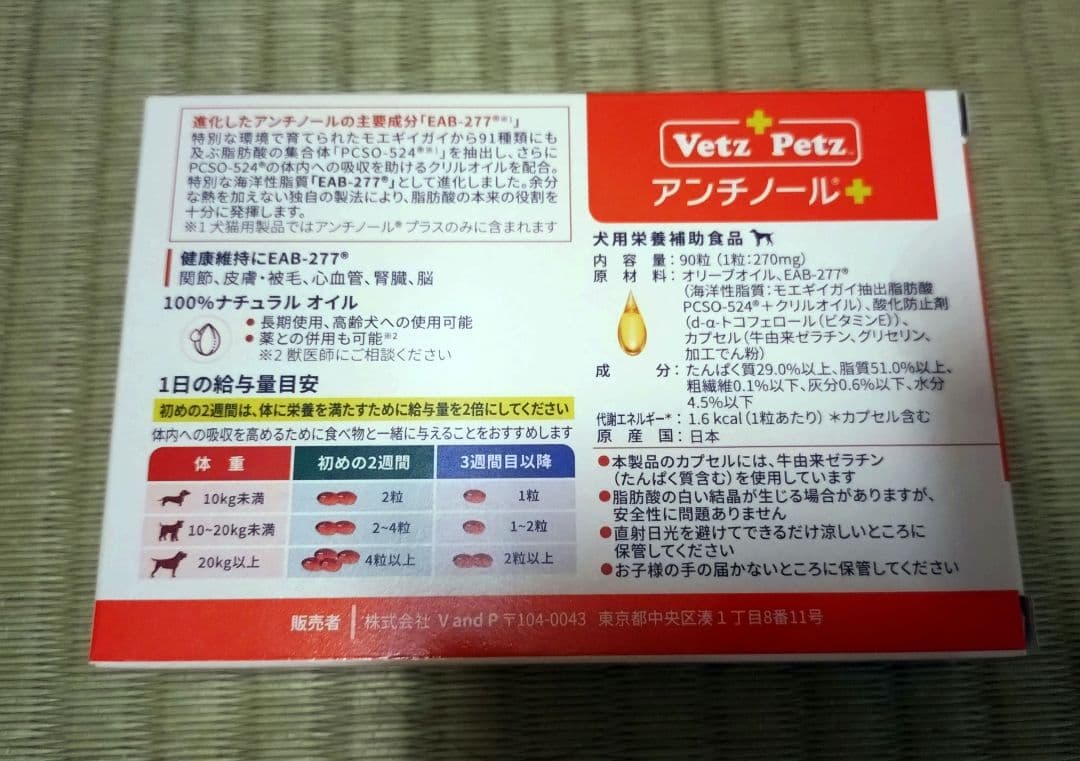 進化したアンチノールの主要成分「EAB-277®※1」
特別な環境で育てられたモエギイガイから91種類にも
及ぶ脂肪酸の集合体「PCSO-524®※1」を抽出し、さらに
PCSO-524®の体内への吸収を助けるクリルオイルを配合。
特別な海洋性脂質「EAB-277®」として進化しました。余分
な熱を加えない独自の製法により、脂肪酸の本来の役割を
十分に発揮します。
※1 犬猫用製品ではアンチノール® プラスのみに含まれます
健康維持にEAB-277®
関節、皮膚・被毛、心血管、腎臓、脳
100%ナチュラル オイル
● 長期使用、高齢犬への使用可能
● 薬との併用も可能※2
※2 獣医師にご相談ください
1日の給与量目安
初めの2週間は、体に栄養を満たすために給与量を2倍にしてください
体内への吸収を高めるために食べ物と一緒に与えることをおすすめします
体重 初めの2週間 3週間目以降
10kg未満 2粒 1粒
10~20kg未満 2~4粒 1~2粒
20kg以上 4粒以上 2粒以上
Vetz Petz™
アンチノール®+
犬用栄養補助食品
内容量:90粒(1粒:270mg)
原材料:オリーブオイル、EAB-277®
(海洋性脂質:モエギイガイ抽出脂肪酸
PCSO-524®+クリルオイル)、酸化防止剤
(d-α-トコフェロール(ビタミンE))、
カプセル(牛由来ゼラチン、グリセリン、
加工でん粉)
成分:たんぱく質29.0%以上、脂質51.0%以上、
粗繊維0.1%以下、灰分0.6%以下、水分
4.5%以下
代謝エネルギー*:1.6 kcal(1粒あたり)*カプセル含む
原産国:日本
●本製品のカプセルには、牛由来ゼラチン
(たんぱく質含む)を使用しています
●脂肪酸の白い結晶が生じる場合がありますが、
安全性に問題ありません
●直射日光を避けてできるだけ涼しいところに
保管してください
●お子様の手の届かないところに保管してください
販売者 株式会社 V and P 〒104-0043 東京都中央区湊1丁目8番11号